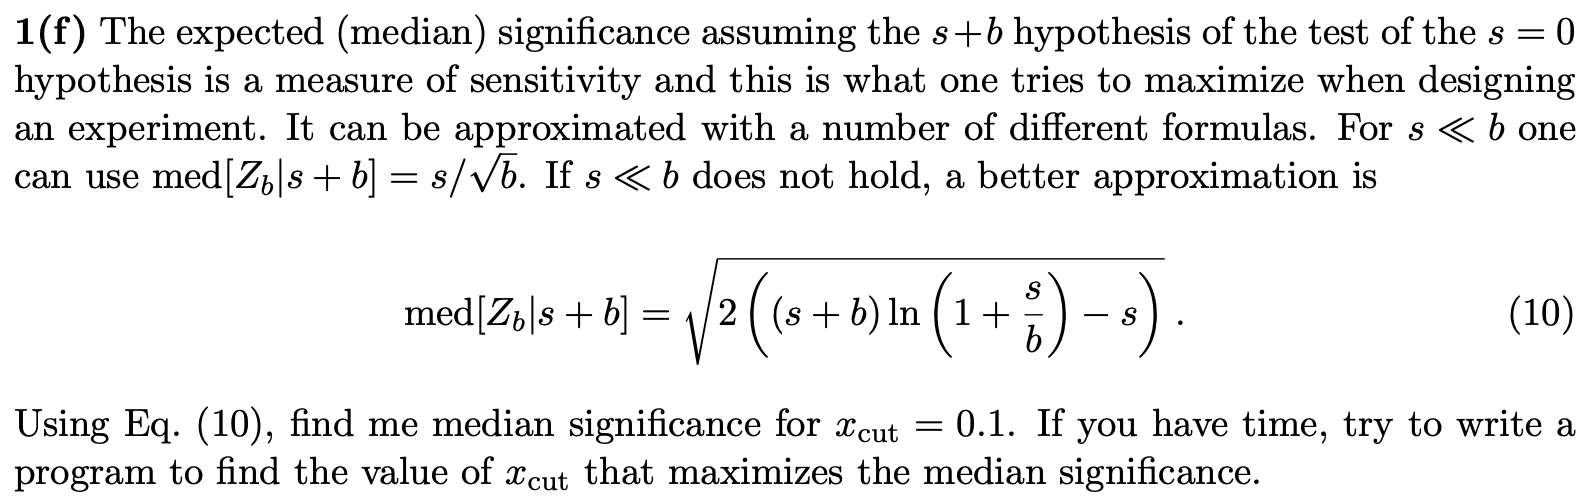 1(f) The expected (median) significance assuming the s+b hypothesis of the test of the s = 0
hypothesis is a measure of sensitivity and this is what one tries to maximize when designing
an experiment. It can be approximated with a number of different formulas. For s ≪ b one
can use med[Z_b|s + b] = s/√b. If s ≪ b does not hold, a better approximation is
med[Z_b|s + b] = √(2((s + b) ln(1 + s/b) − s)) . (10)
Using Eq. (10), find me median significance for x_cut = 0.1. If you have time, try to write a
program to find the value of x_cut that maximizes the median significance.